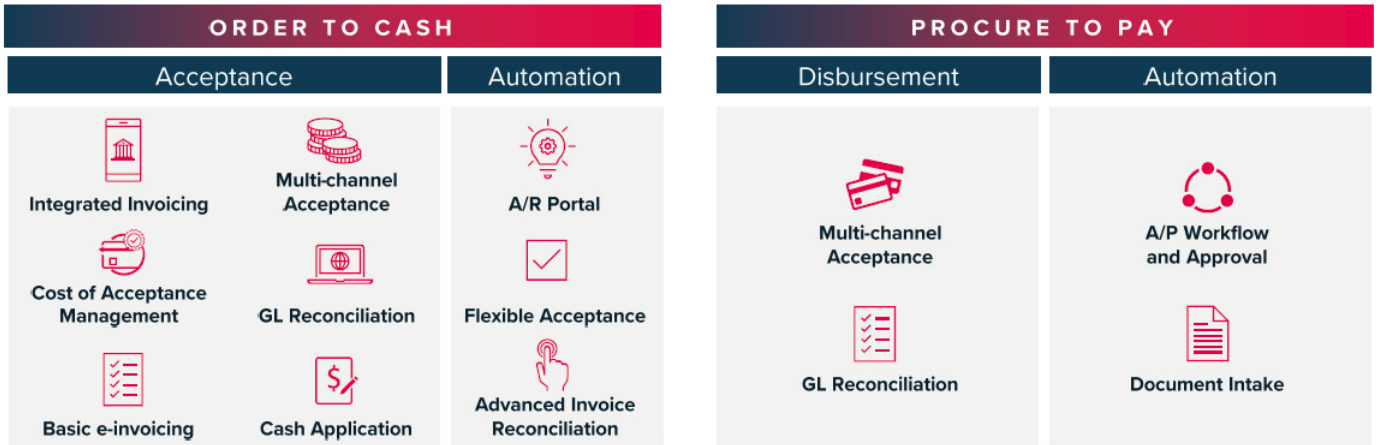 ORDER TO CASH
Acceptance
Automation
Integrated Invoicing
Multi-channel
Acceptance
A/R Portal
Cost of Acceptance
Management
GL Reconciliation
Flexible Acceptance
Basic e-invoicing
$
Cash Application
Advanced Invoice
Reconciliation
PROCURE TO PAY
Disbursement
Automation
Multi-channel
Acceptance
A/P Workflow
and Approval
GL Reconciliation
Document Intake